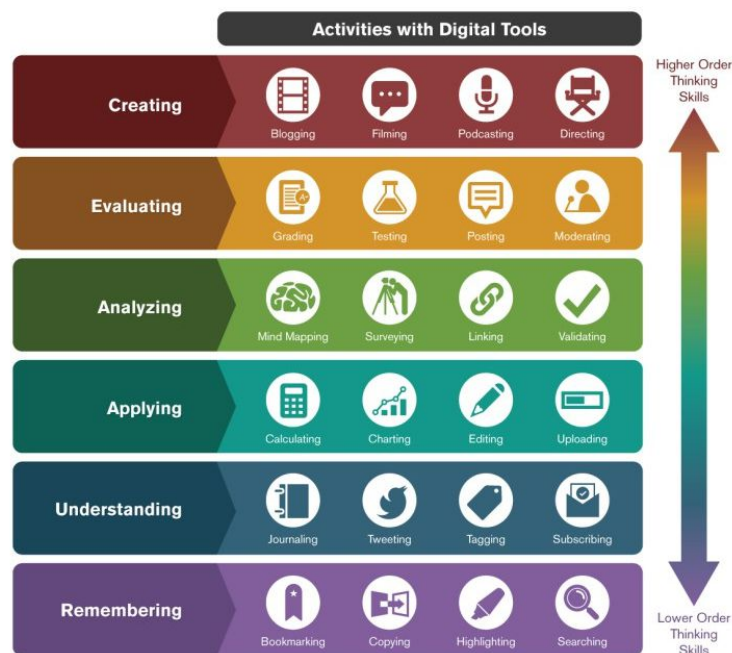 Activities with Digital Tools
Higher Order
Thinking
Skills
Creating
Blogging Filming Podcasting Directing
Evaluating
Grading Testing Posting Moderating
Analyzing
Mind Mapping Surveying Linking Validating
Applying
Calculating Charting Editing Uploading
Understanding
Journaling Tweeting Tagging Subscribing
Remembering
Bookmarking Copying Highlighting Searching
Lower Order
Thinking
Skills